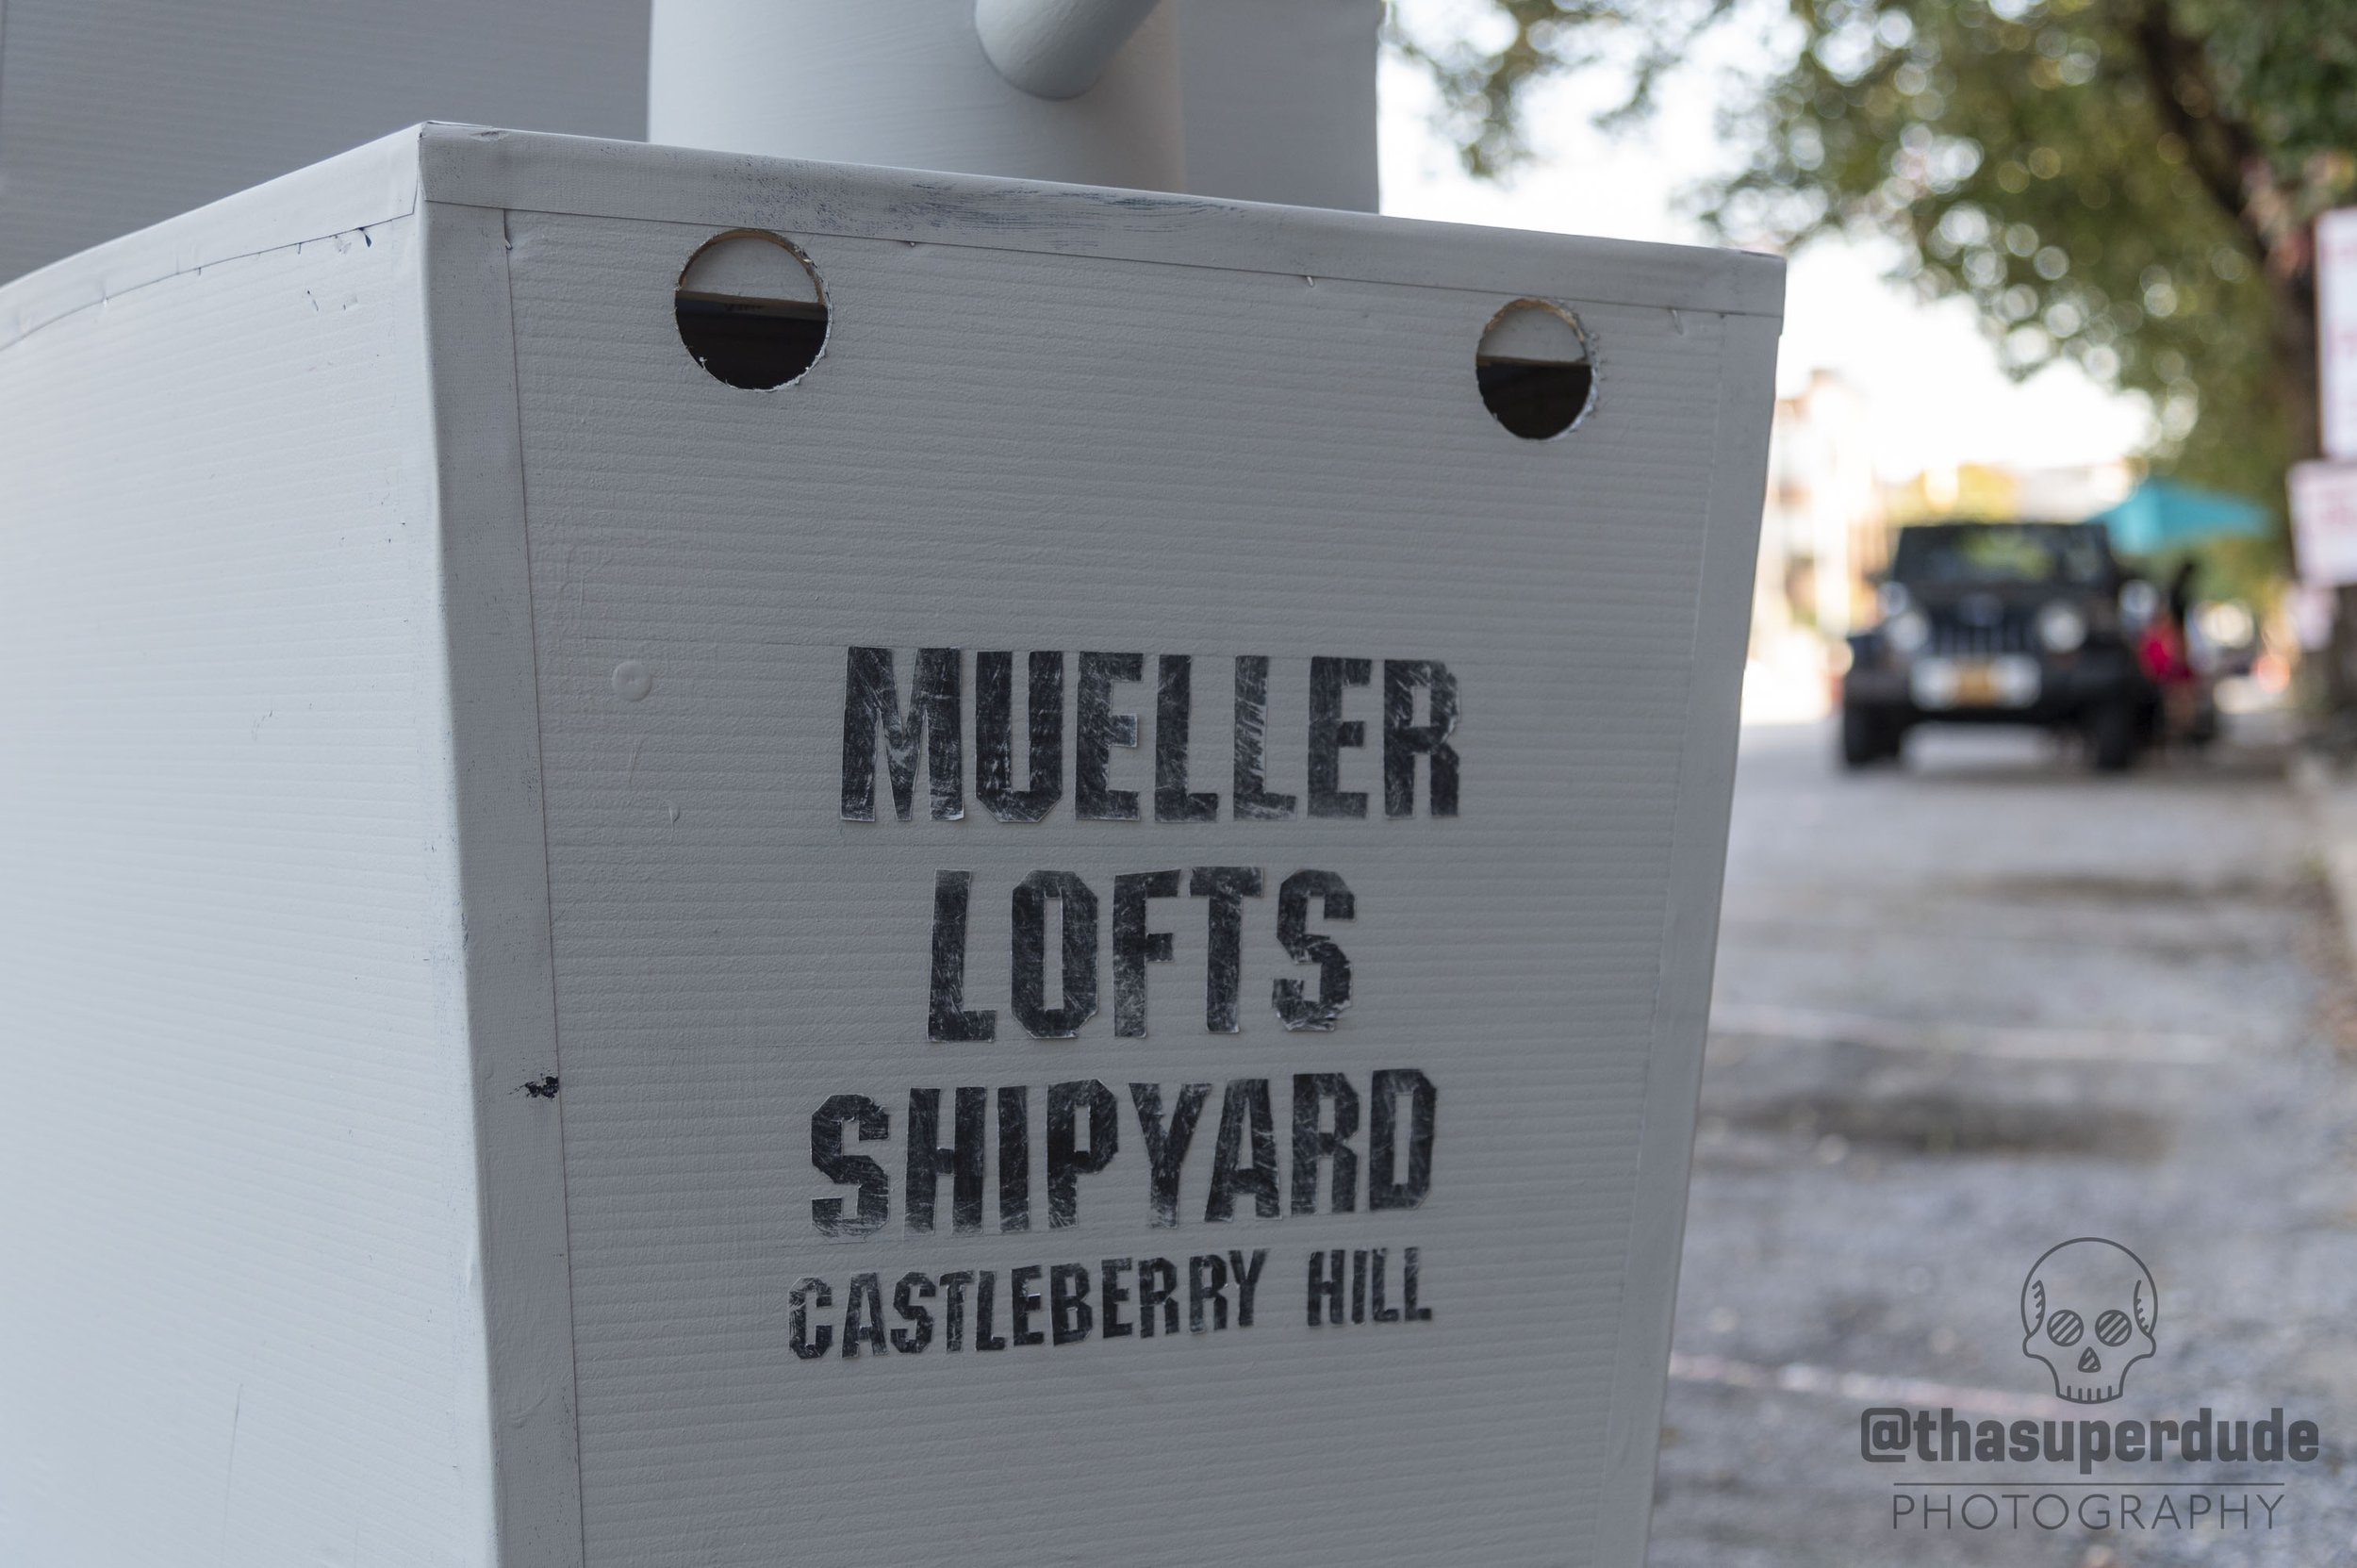 MUELLER
LOFTS
SHIPYARD
CASTLEBERRY HILL
@thasuperdude
PHOTOGRAPHY